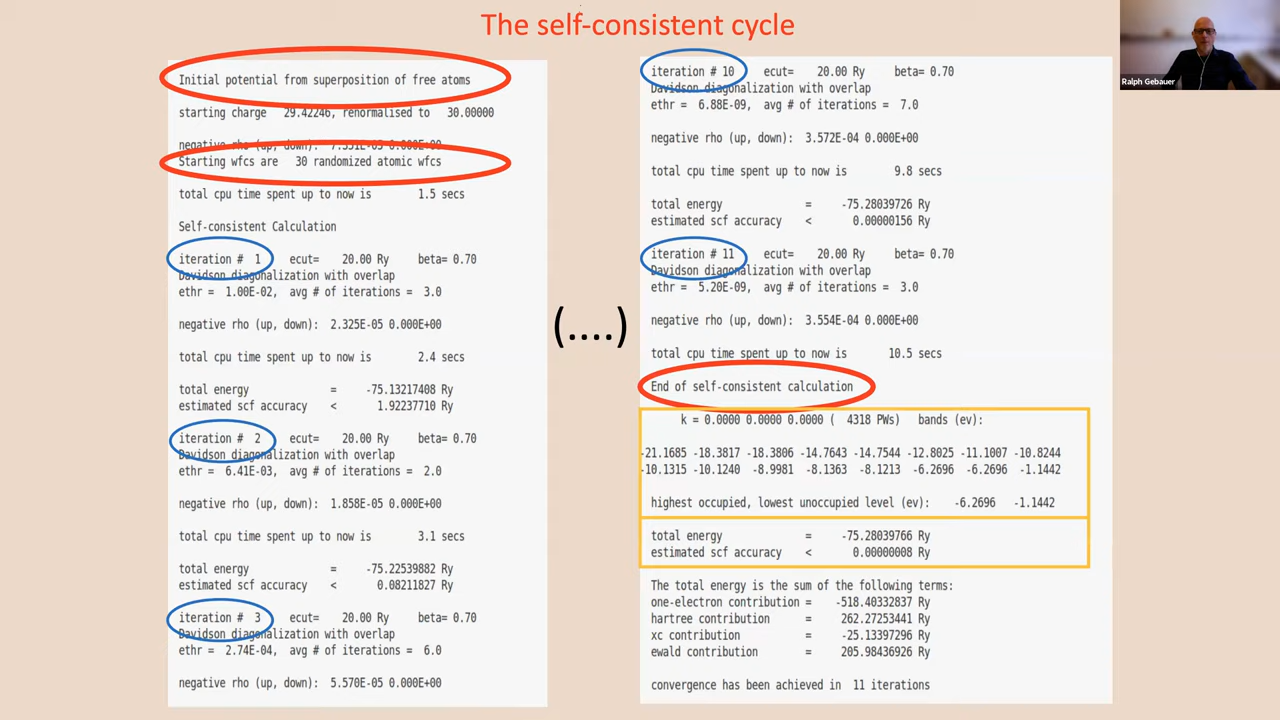 The self-consistent cycle
Ralph Gebauer
Initial potential from superposition of free atoms
starting charge 29.42246, renormalised to 30.00000
negative rho (up, down): 7.551E-05 0.000E+00
Starting wfcs are 30 randomized atomic wfcs
total cpu time spent up to now is 1.5 secs
Self-consistent Calculation
iteration # 1 ecut= 20.00 Ry beta= 0.70
Davidson diagonalization with overlap
ethr = 1.00E-02, avg # of iterations = 3.0
negative rho (up, down): 2.325E-05 0.000E+00
total cpu time spent up to now is 2.4 secs
total energy = -75.13217408 Ry
estimated scf accuracy < 1.92237710 Ry
iteration # 2 ecut= 20.00 Ry beta= 0.70
Davidson diagonalization with overlap
ethr = 6.41E-03, avg # of iterations = 2.0
negative rho (up, down): 1.858E-05 0.000E+00
total cpu time spent up to now is 3.1 secs
total energy = -75.22539882 Ry
estimated scf accuracy < 0.08211827 Ry
iteration # 3 ecut= 20.00 Ry beta= 0.70
Davidson diagonalization with overlap
ethr = 2.74E-04, avg # of iterations = 6.0
negative rho (up, down): 5.570E-05 0.000E+00
(....)
iteration # 10 ecut= 20.00 Ry beta= 0.70
Davidson diagonalization with overlap
ethr = 6.88E-09, avg # of iterations = 7.0
negative rho (up, down): 3.572E-04 0.000E+00
total cpu time spent up to now is 9.8 secs
total energy = -75.28039726 Ry
estimated scf accuracy < 0.00000156 Ry
iteration # 11 ecut= 20.00 Ry beta= 0.70
Davidson diagonalization with overlap
ethr = 5.20E-09, avg # of iterations = 3.0
negative rho (up, down): 3.554E-04 0.000E+00
total cpu time spent up to now is 10.5 secs
End of self-consistent calculation
k = 0.0000 0.0000 0.0000 ( 4318 PWs) bands (ev):
-21.1685 -18.3817 -18.3806 -14.7643 -14.7544 -12.8025 -11.1007 -10.8244
-10.1315 -10.1240 -8.9981 -8.1363 -8.1213 -6.2696 -6.2696 -1.1442
highest occupied, lowest unoccupied level (ev): -6.2696 -1.1442
total energy = -75.28039766 Ry
estimated scf accuracy < 0.00000008 Ry
The total energy is the sum of the following terms:
one-electron contribution = -518.40332837 Ry
hartree contribution = 262.27253441 Ry
xc contribution = -25.13397296 Ry
ewald contribution = 205.98436926 Ry
convergence has been achieved in 11 iterations